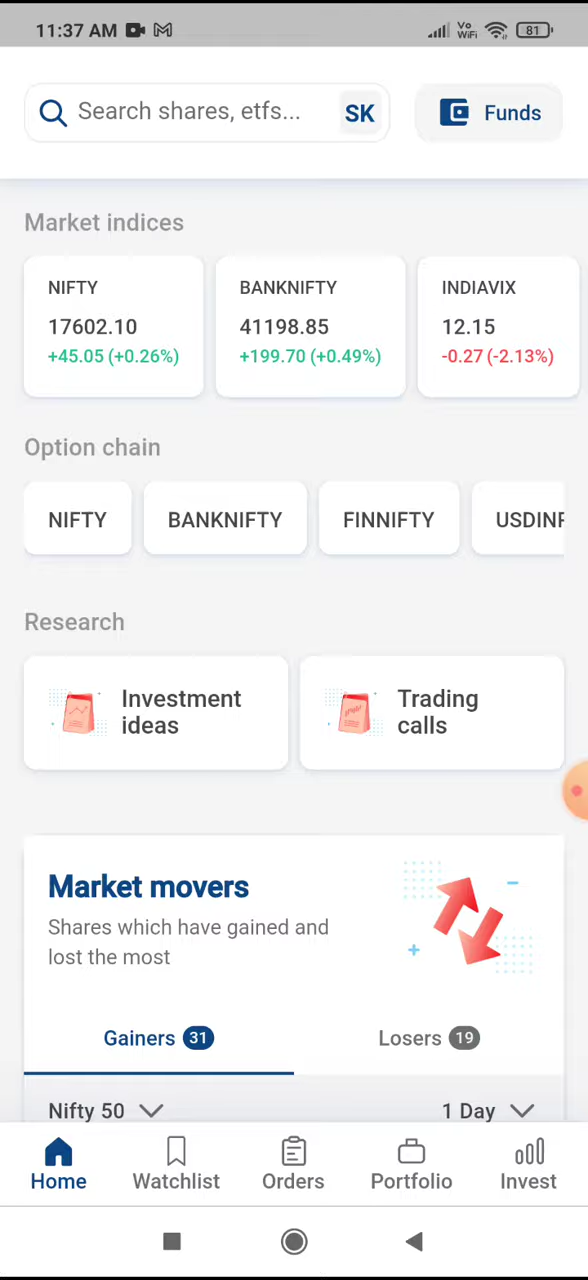 11:37 AM Vo WiFi 81
Search shares, etfs... SK Funds
Market indices
NIFTY BANKNIFTY INDIAVIX
17602.10 41198.85 12.15
+45.05 (+0.26%) +199.70 (+0.49%) -0.27 (-2.13%)
Option chain
NIFTY BANKNIFTY FINNIFTY USDINF
Research
Investment ideas
Trading calls
Market movers
Shares which have gained and
lost the most
Gainers 31 Losers 19
Nifty 50 1 Day
Home Watchlist Orders Portfolio Invest